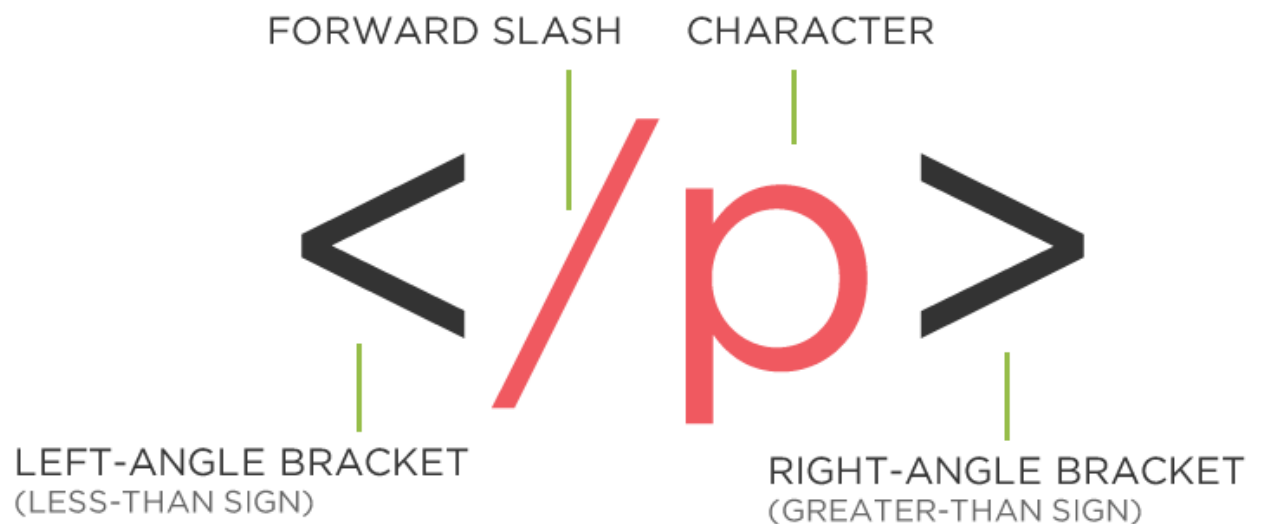 FORWARD SLASH CHARACTER
</p>
LEFT-ANGLE BRACKET
(LESS-THAN SIGN)
RIGHT-ANGLE BRACKET
(GREATER-THAN SIGN)